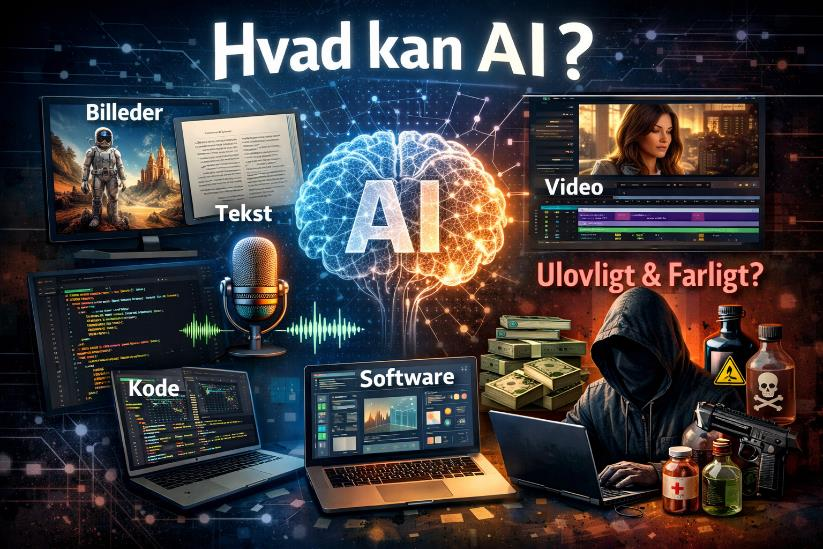 Hvad kan AI?
Billeder
Tekst
AI
Video
Ulovligt & Farligt?
Kode
Software